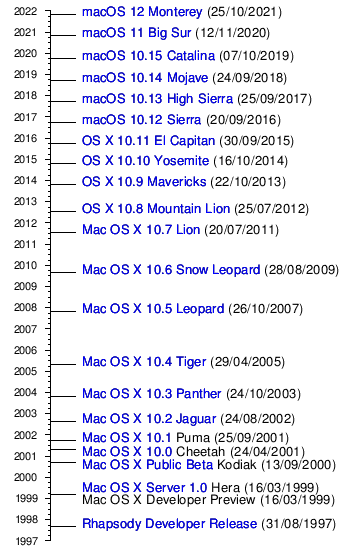 2022
macOS 12 Monterey (25/10/2021)
2021
macOS 11 Big Sur (12/11/2020)
2020
macOS 10.15 Catalina (07/10/2019)
2019
macOS 10.14 Mojave (24/09/2018)
2018
macOS 10.13 High Sierra (25/09/2017)
2017
macOS 10.12 Sierra (20/09/2016)
2016
OS X 10.11 El Capitan (30/09/2015)
2015
OS X 10.10 Yosemite (16/10/2014)
2014
OS X 10.9 Mavericks (22/10/2013)
2013
OS X 10.8 Mountain Lion (25/07/2012)
2012
Mac OS X 10.7 Lion (20/07/2011)
2011
2010
Mac OS X 10.6 Snow Leopard (28/08/2009)
2009
2008
Mac OS X 10.5 Leopard (26/10/2007)
2007
2006
Mac OS X 10.4 Tiger (29/04/2005)
2005
2004
Mac OS X 10.3 Panther (24/10/2003)
2003
Mac OS X 10.2 Jaguar (24/08/2002)
2002
Mac OS X 10.1 Puma (25/09/2001)
Mac OS X 10.0 Cheetah (24/04/2001)
2001
Mac OS X Public Beta Kodiak (13/09/2000)
2000
Mac OS X Server 1.0 Hera (16/03/1999)
1999
Mac OS X Developer Preview (16/03/1999)
1998
Rhapsody Developer Release (31/08/1997)
1997